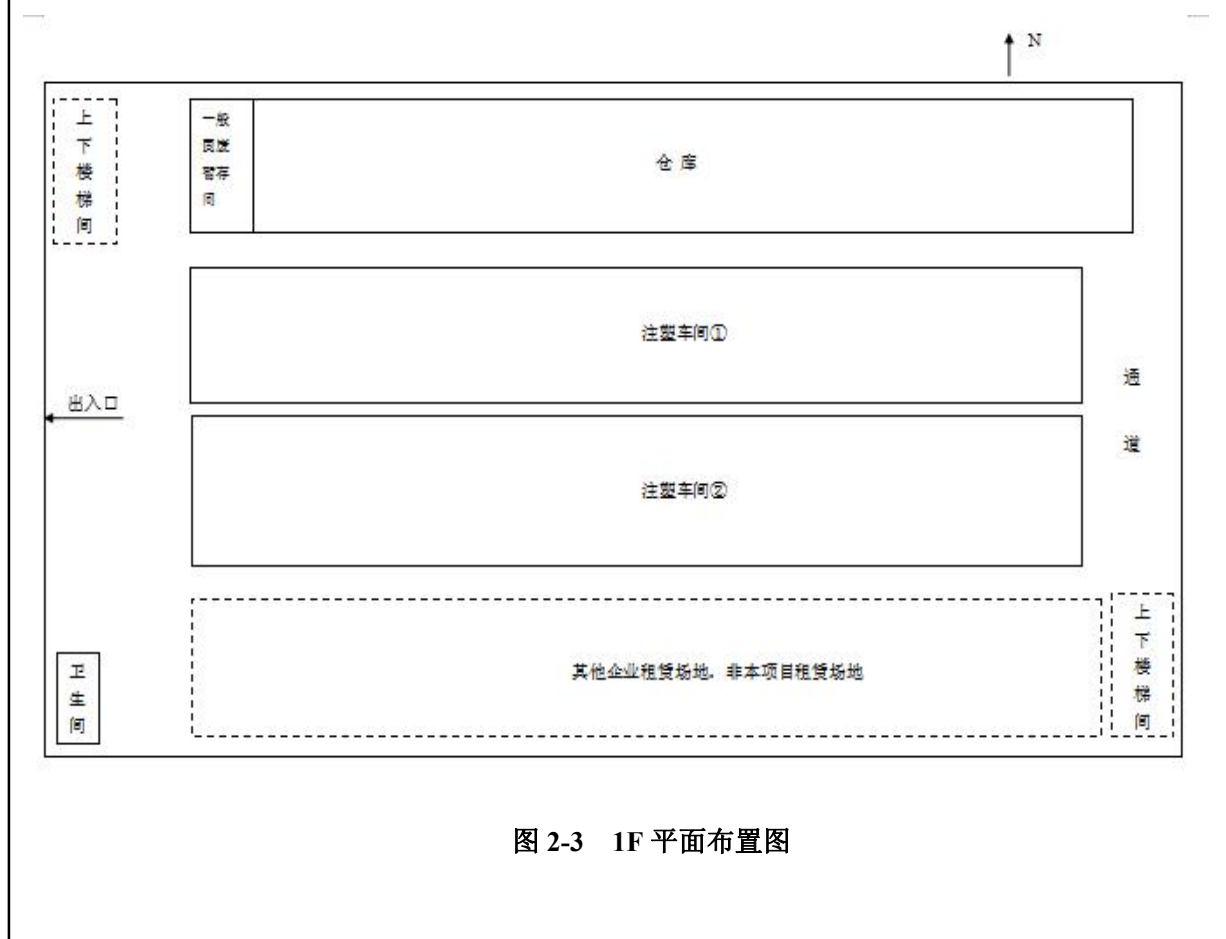 N
上
下
楼
梯
间
一般
固废
暂存
间
仓 库
注塑车间①
出入口
通
道
注塑车间②
其他企业租赁场地，非本项目租赁场地
上
下
楼
梯
间
卫
生
间
图 2-3 1F 平面布置图